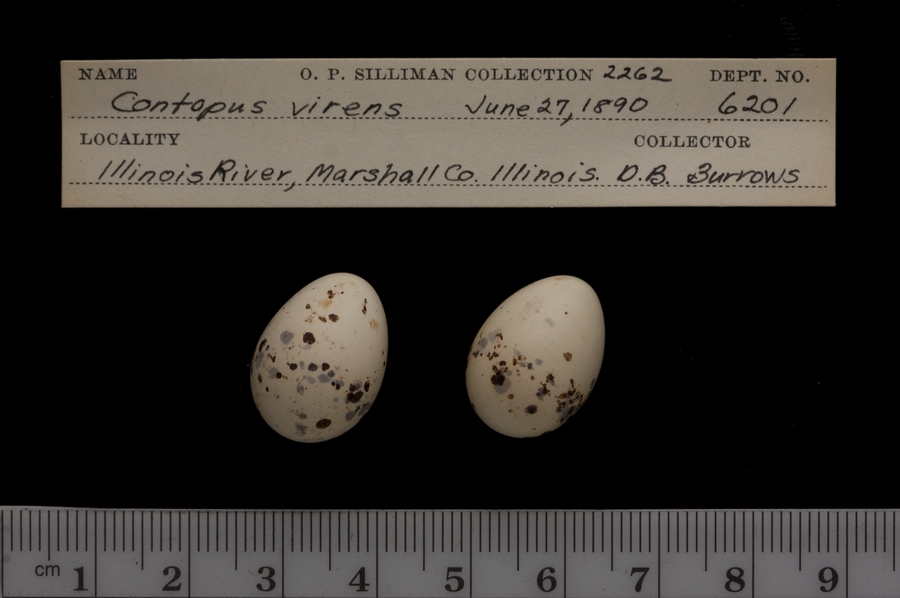 NAME O. P. SILLIMAN COLLECTION 2262 DEPT. NO.
Contopus virens June 27, 1890 6201
LOCALITY COLLECTOR
Illinois River, Marshall Co. Illinois. D.B. Burrows
cm 1 2 3 4 5 6 7 8 9